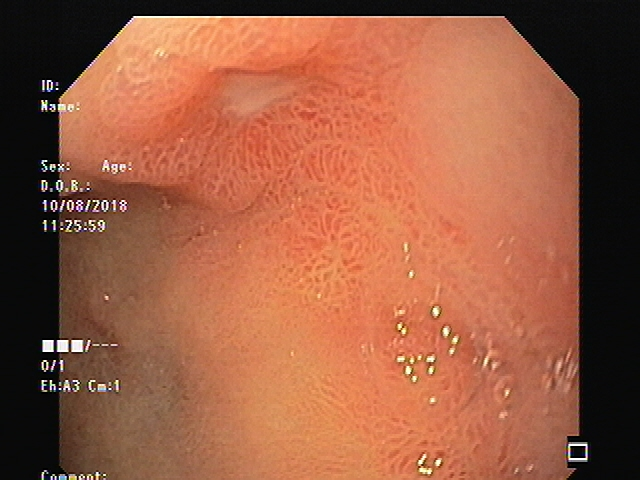 ID:
Name:
Sex: Age:
D.O.B.:
10/08/2018
11:25:59
■■■/---
0/1
Eh:A3 Cm:1
Comment: